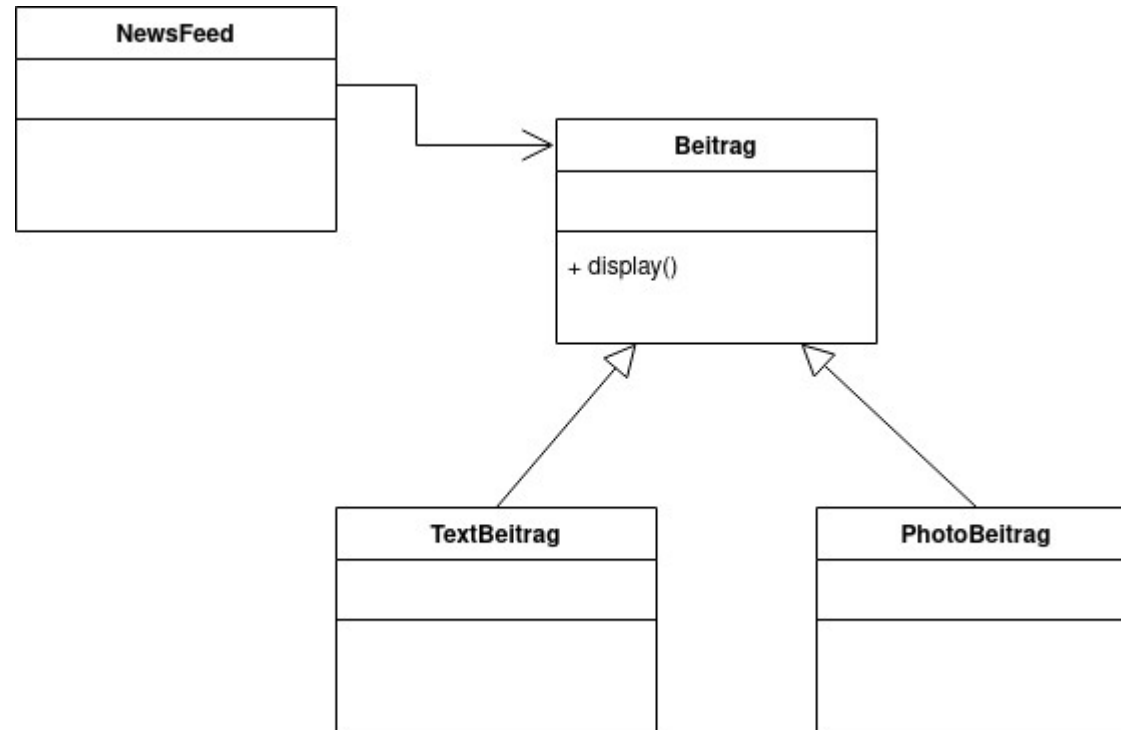 NewsFeed
Beitrag
+ display()
TextBeitrag
PhotoBeitrag